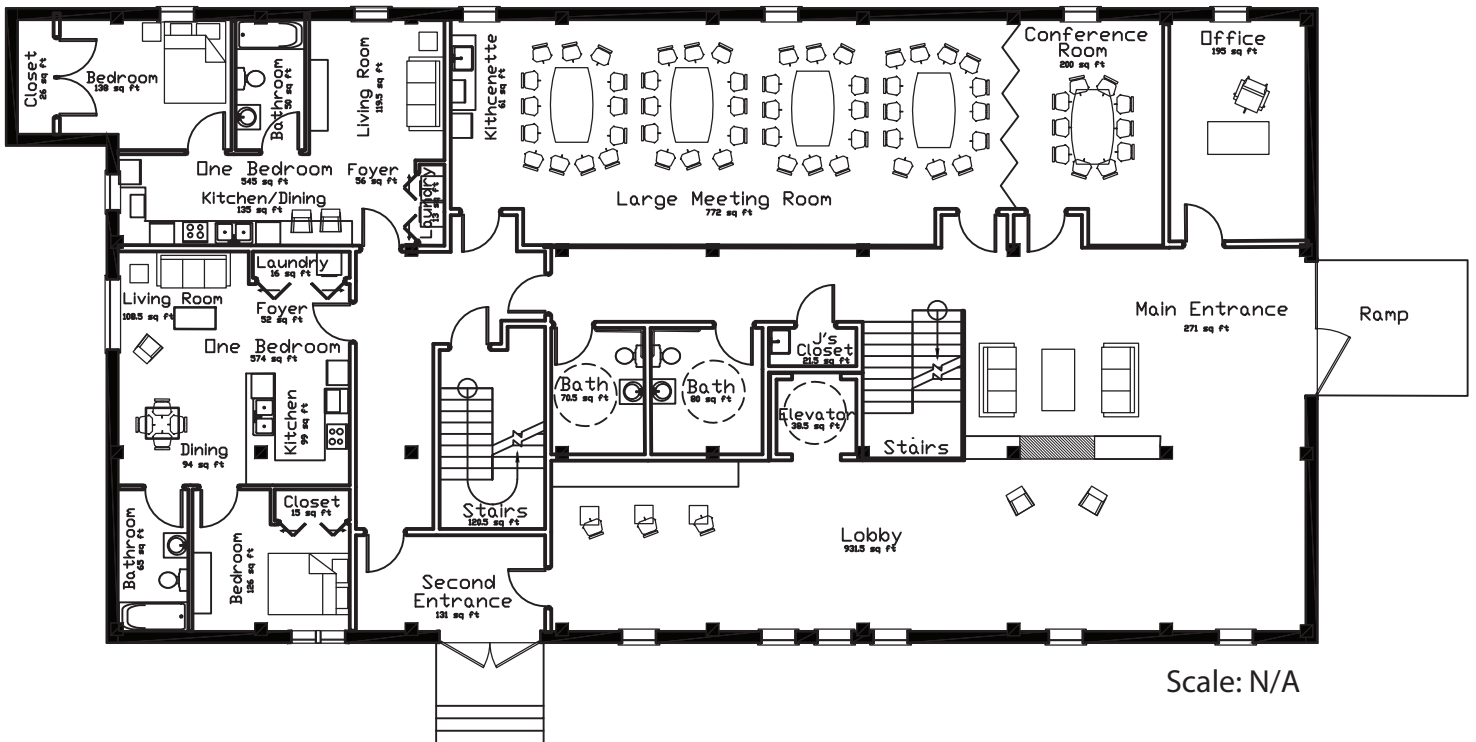 Closet
26 sq ft
Bedroom
138 sq ft
Bathroom
50 sq ft
Living Room
119.5 sq ft
Kithcenette
61 sq ft
Conference
Room
200 sq ft
Office
195 sq ft
One Bedroom
545 sq ft
Foyer
56 sq ft
Laundry
13 sq ft
Kitchen/Dining
135 sq ft
Large Meeting Room
772 sq ft
Laundry
16 sq ft
Living Room
108.5 sq ft
Foyer
52 sq ft
One Bedroom
574 sq ft
Main Entrance
271 sq ft
Ramp
J's
Closet
21.5 sq ft
Bath
70.5 sq ft
Bath
80 sq ft
Elevator
38.5 sq ft
Stairs
Kitchen
99 sq ft
Dining
94 sq ft
Closet
15 sq ft
Stairs
120.5 sq ft
Bathroom
65 sq ft
Bedroom
126 sq ft
Lobby
931.5 sq ft
Second
Entrance
131 sq ft
Scale: N/A